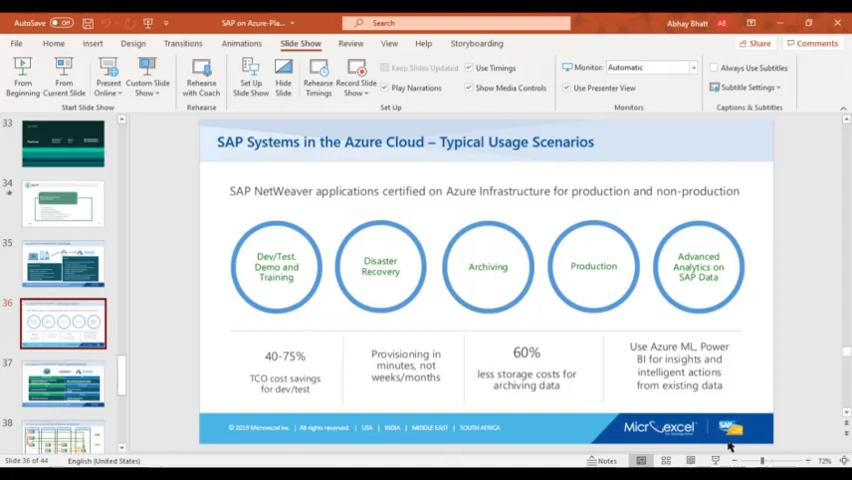 AutoSave Off SAP on Azure-Pla... Search Abhay Bhatt
File Home Insert Design Transitions Animations Slide Show Review View Help Storyboarding Share Comments
From Beginning
From Current Slide
Present Online
Custom Slide Show
Start Slide Show
Rehearse with Coach
Rehearse
Set Up Slide Show
Hide Slide
Rehearse Timings
Record Slide Show
Keep Slides Updated
Use Timings
Play Narrations
Show Media Controls
Set Up
Monitor: Automatic
Use Presenter View
Monitors
Always Use Subtitles
Subtitle Settings
Captions & Subtitles
33
34
35
36
37
38
SAP Systems in the Azure Cloud – Typical Usage Scenarios
SAP NetWeaver applications certified on Azure Infrastructure for production and non-production
Dev/Test.
Demo and
Training
Disaster
Recovery
Archiving
Production
Advanced
Analytics on
SAP Data
40-75%
TCO cost savings
for dev/test
Provisioning in
minutes, not
weeks/months
60%
less storage costs for
archiving data
Use Azure ML, Power
BI for insights and
intelligent actions
from existing data
© 2019 Microexcel Inc. | All rights reserved. | USA | INDIA | MIDDLE EAST | SOUTH AFRICA
Microexcel
SAP
Slide 36 of 44 English (United States) Notes 72%